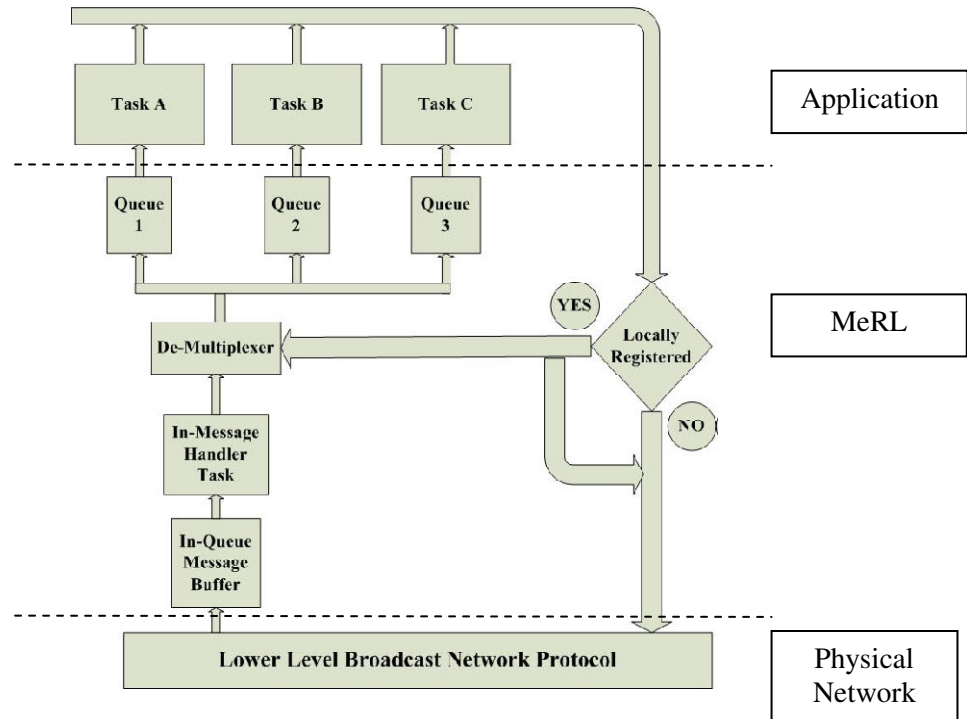 Task A
Task B
Task C
Application
Queue
1
Queue
2
Queue
3
YES
Locally
Registered
MeRL
De-Multiplexer
NO
In-Message
Handler
Task
In-Queue
Message
Buffer
Lower Level Broadcast Network Protocol
Physical
Network